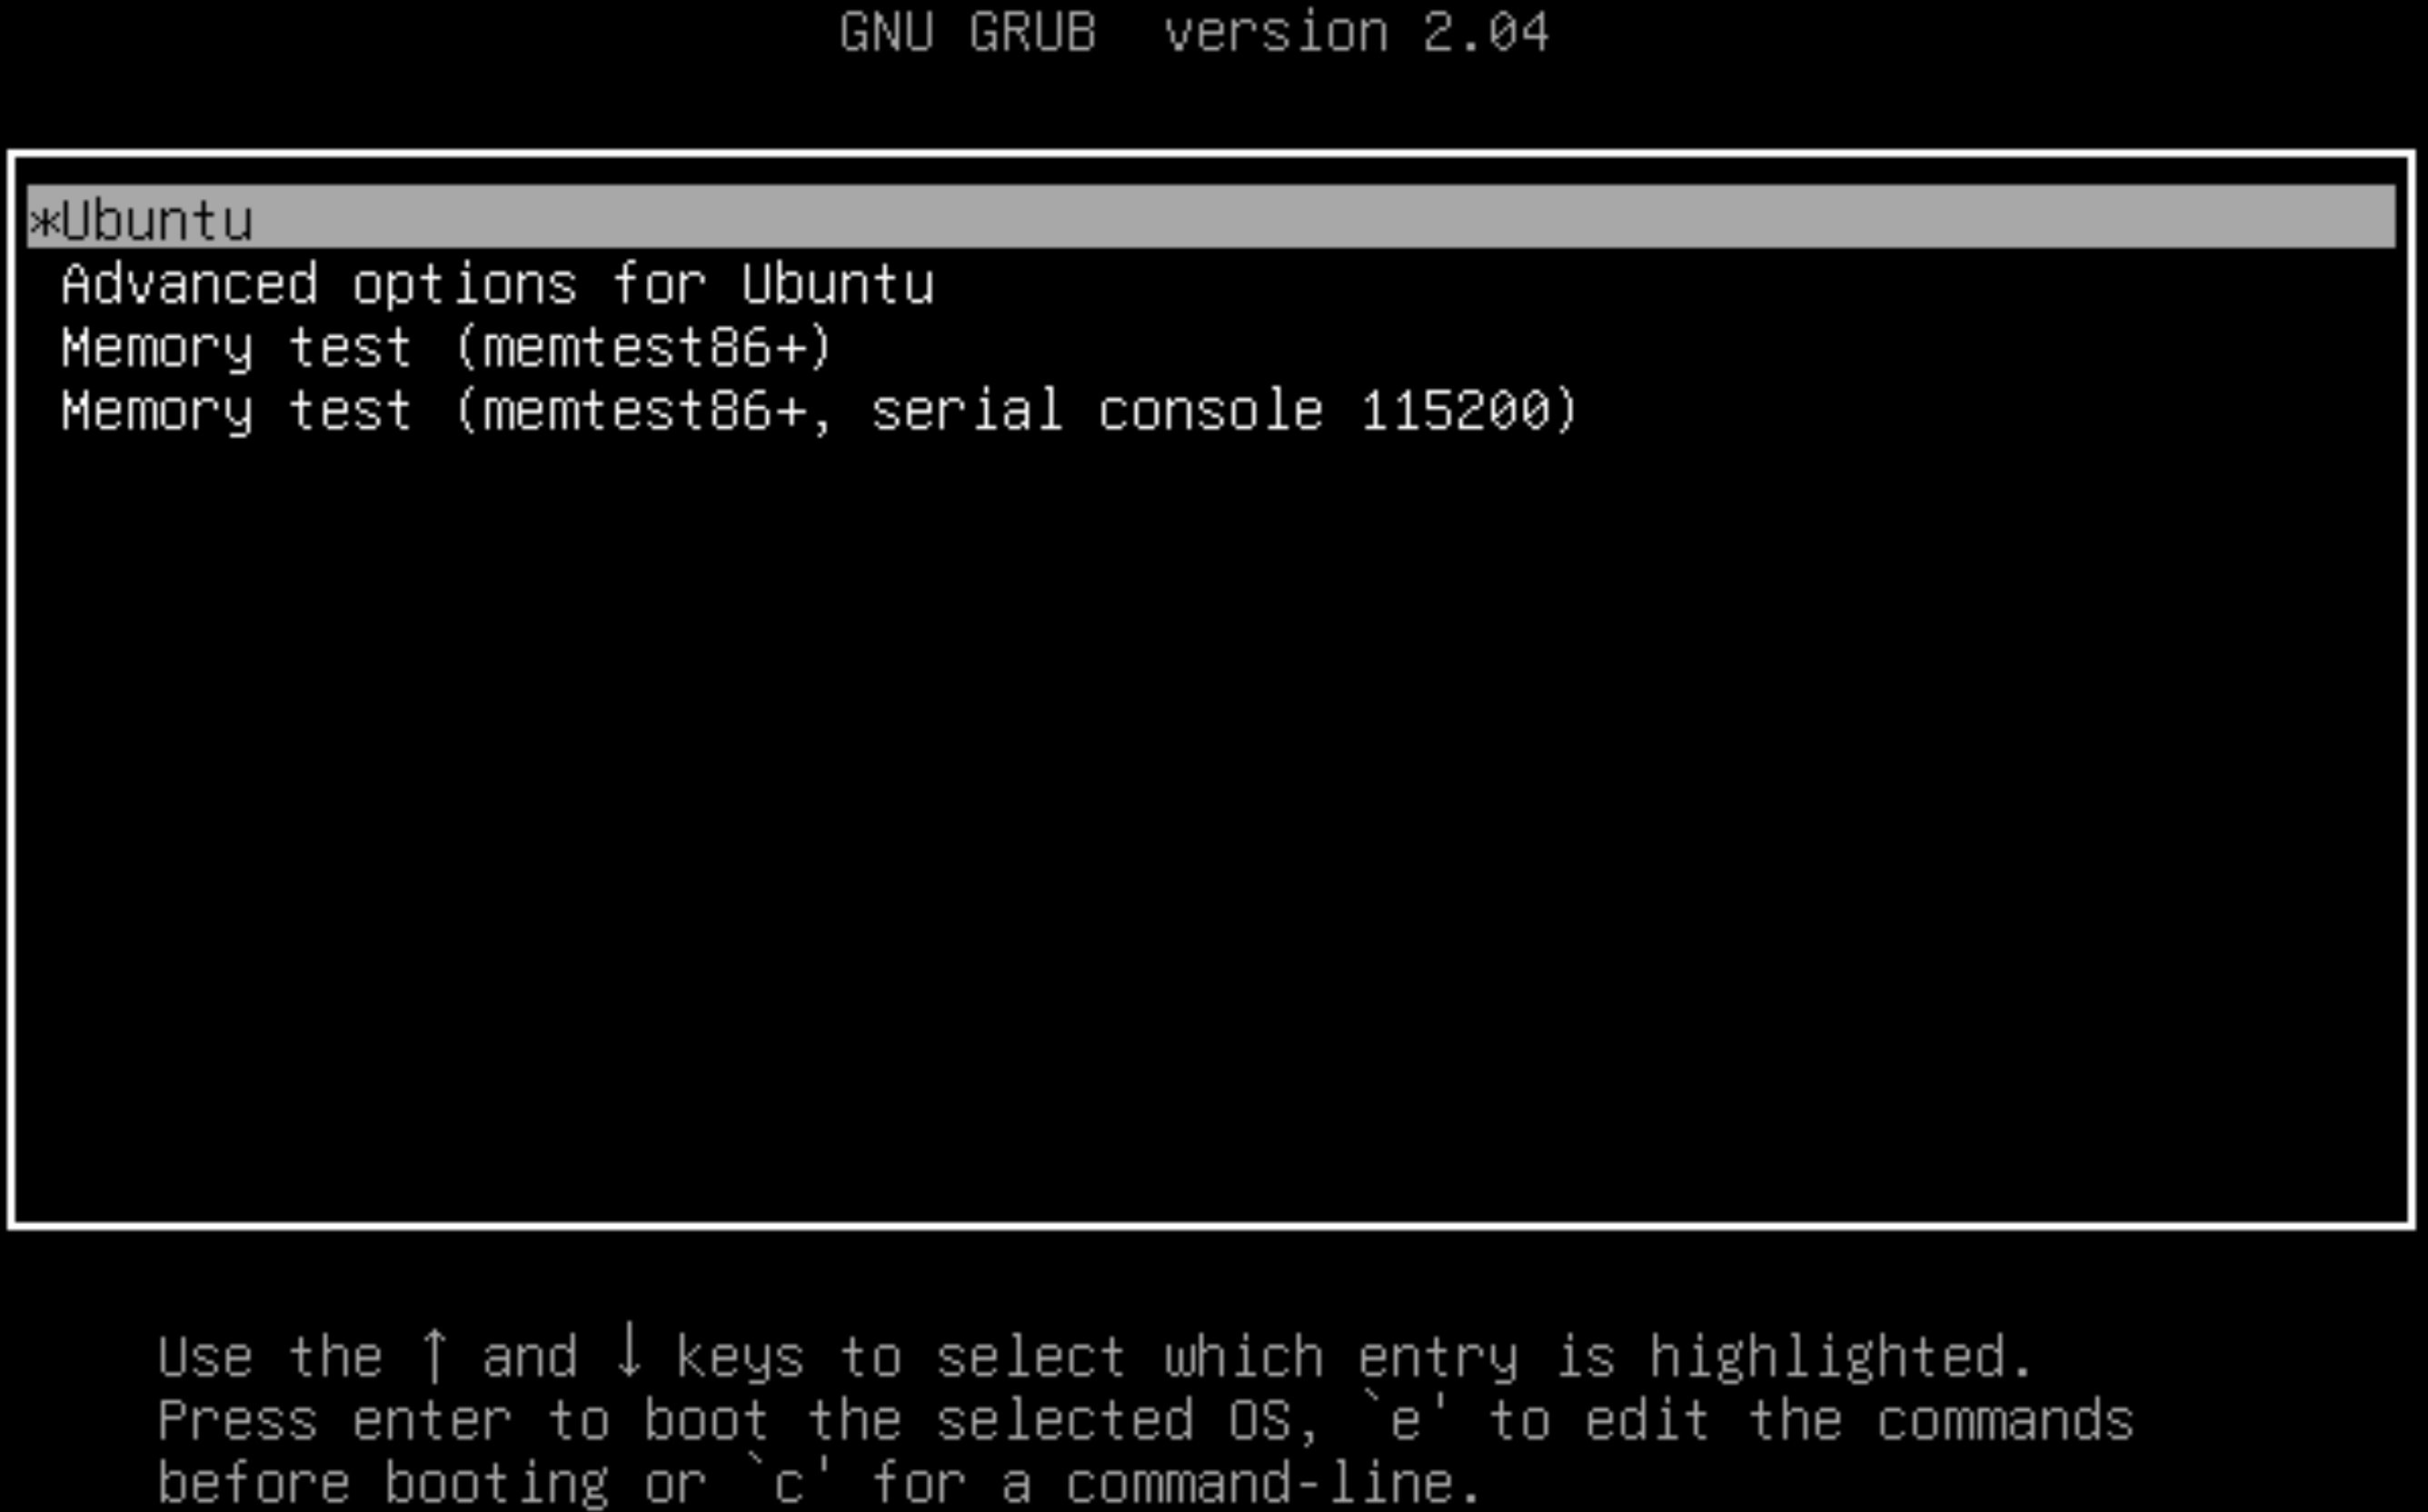 GNU GRUB  version 2.04
*Ubuntu
Advanced options for Ubuntu
Memory test (memtest86+)
Memory test (memtest86+, serial console 115200)
Use the ↑ and ↓ keys to select which entry is highlighted.
Press enter to boot the selected OS, `e' to edit the commands
before booting or `c' for a command-line.